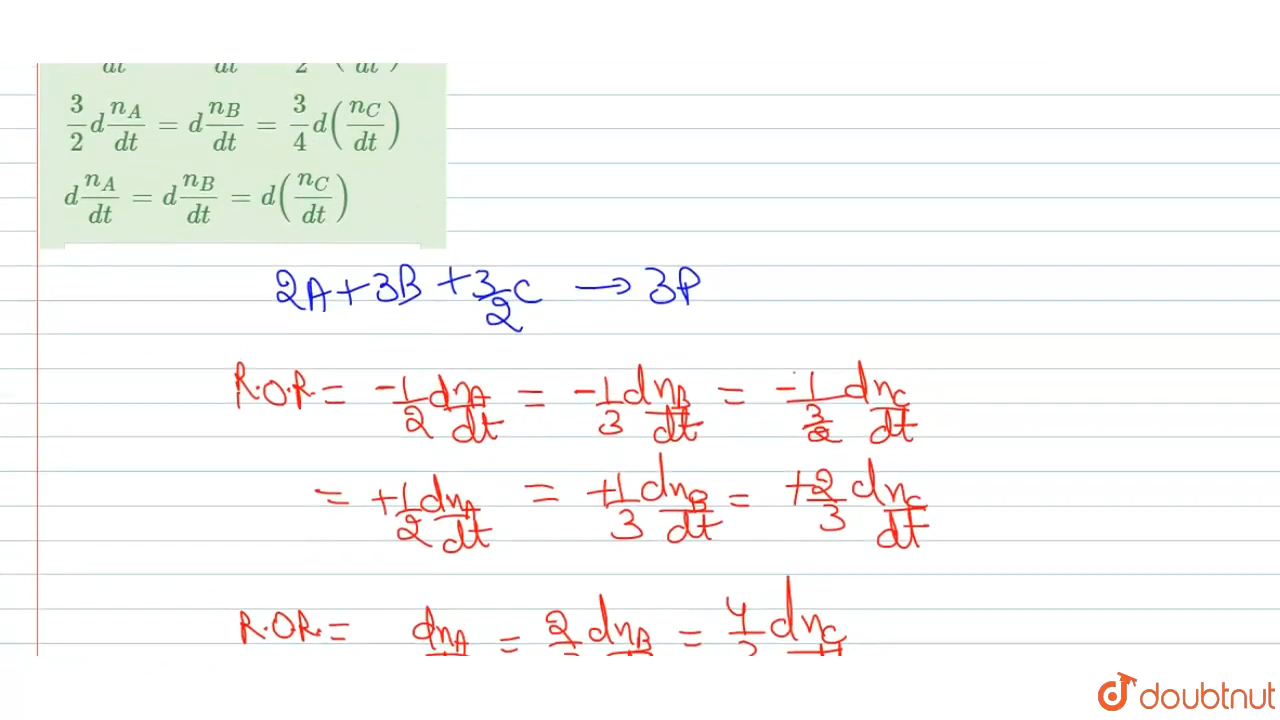 3/2 d n_A/dt = d n_B/dt = 3/4 d(n_C/dt)
d n_A/dt = d n_B/dt = d(n_C/dt)
2A + 3B + 3/2 C → 3P
R.O.R = -1/2 dn_A/dt = -1/3 dn_B/dt = -1/(3/2) dn_C/dt
= +1/2 dn_A/dt = +1/3 dn_B/dt = +2/3 dn_C/dt
R.O.R = dn_A = 2 dn_B = 4 dn_C
doubtnut